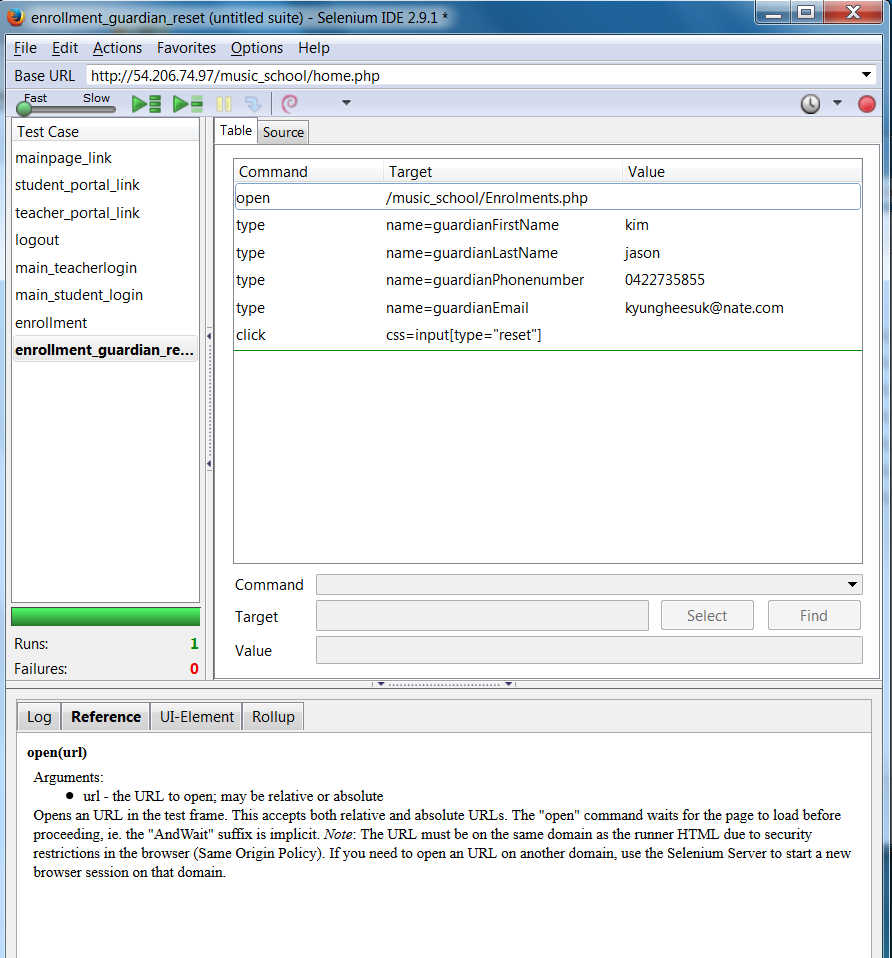 enrollment_guardian_reset (untitled suite) - Selenium IDE 2.9.1 *
File Edit Actions Favorites Options Help
Base URL http://54.206.74.97/music_school/home.php
Fast Slow
Test Case
mainpage_link
student_portal_link
teacher_portal_link
logout
main_teacherlogin
main_student_login
enrollment
enrollment_guardian_re...
Runs: 1
Failures: 0
Table Source
Command Target Value
open /music_school/Enrolments.php
type name=guardianFirstName kim
type name=guardianLastName jason
type name=guardianPhonenumber 0422735855
type name=guardianEmail kyungheesuk@nate.com
click css=input[type="reset"]
Command
Target Select Find
Value
Log Reference UI-Element Rollup
open(url)
Arguments:
● url - the URL to open; may be relative or absolute
Opens an URL in the test frame. This accepts both relative and absolute URLs. The "open" command waits for the page to load before
proceeding, ie. the "AndWait" suffix is implicit. Note: The URL must be on the same domain as the runner HTML due to security
restrictions in the browser (Same Origin Policy). If you need to open an URL on another domain, use the Selenium Server to start a new
browser session on that domain.